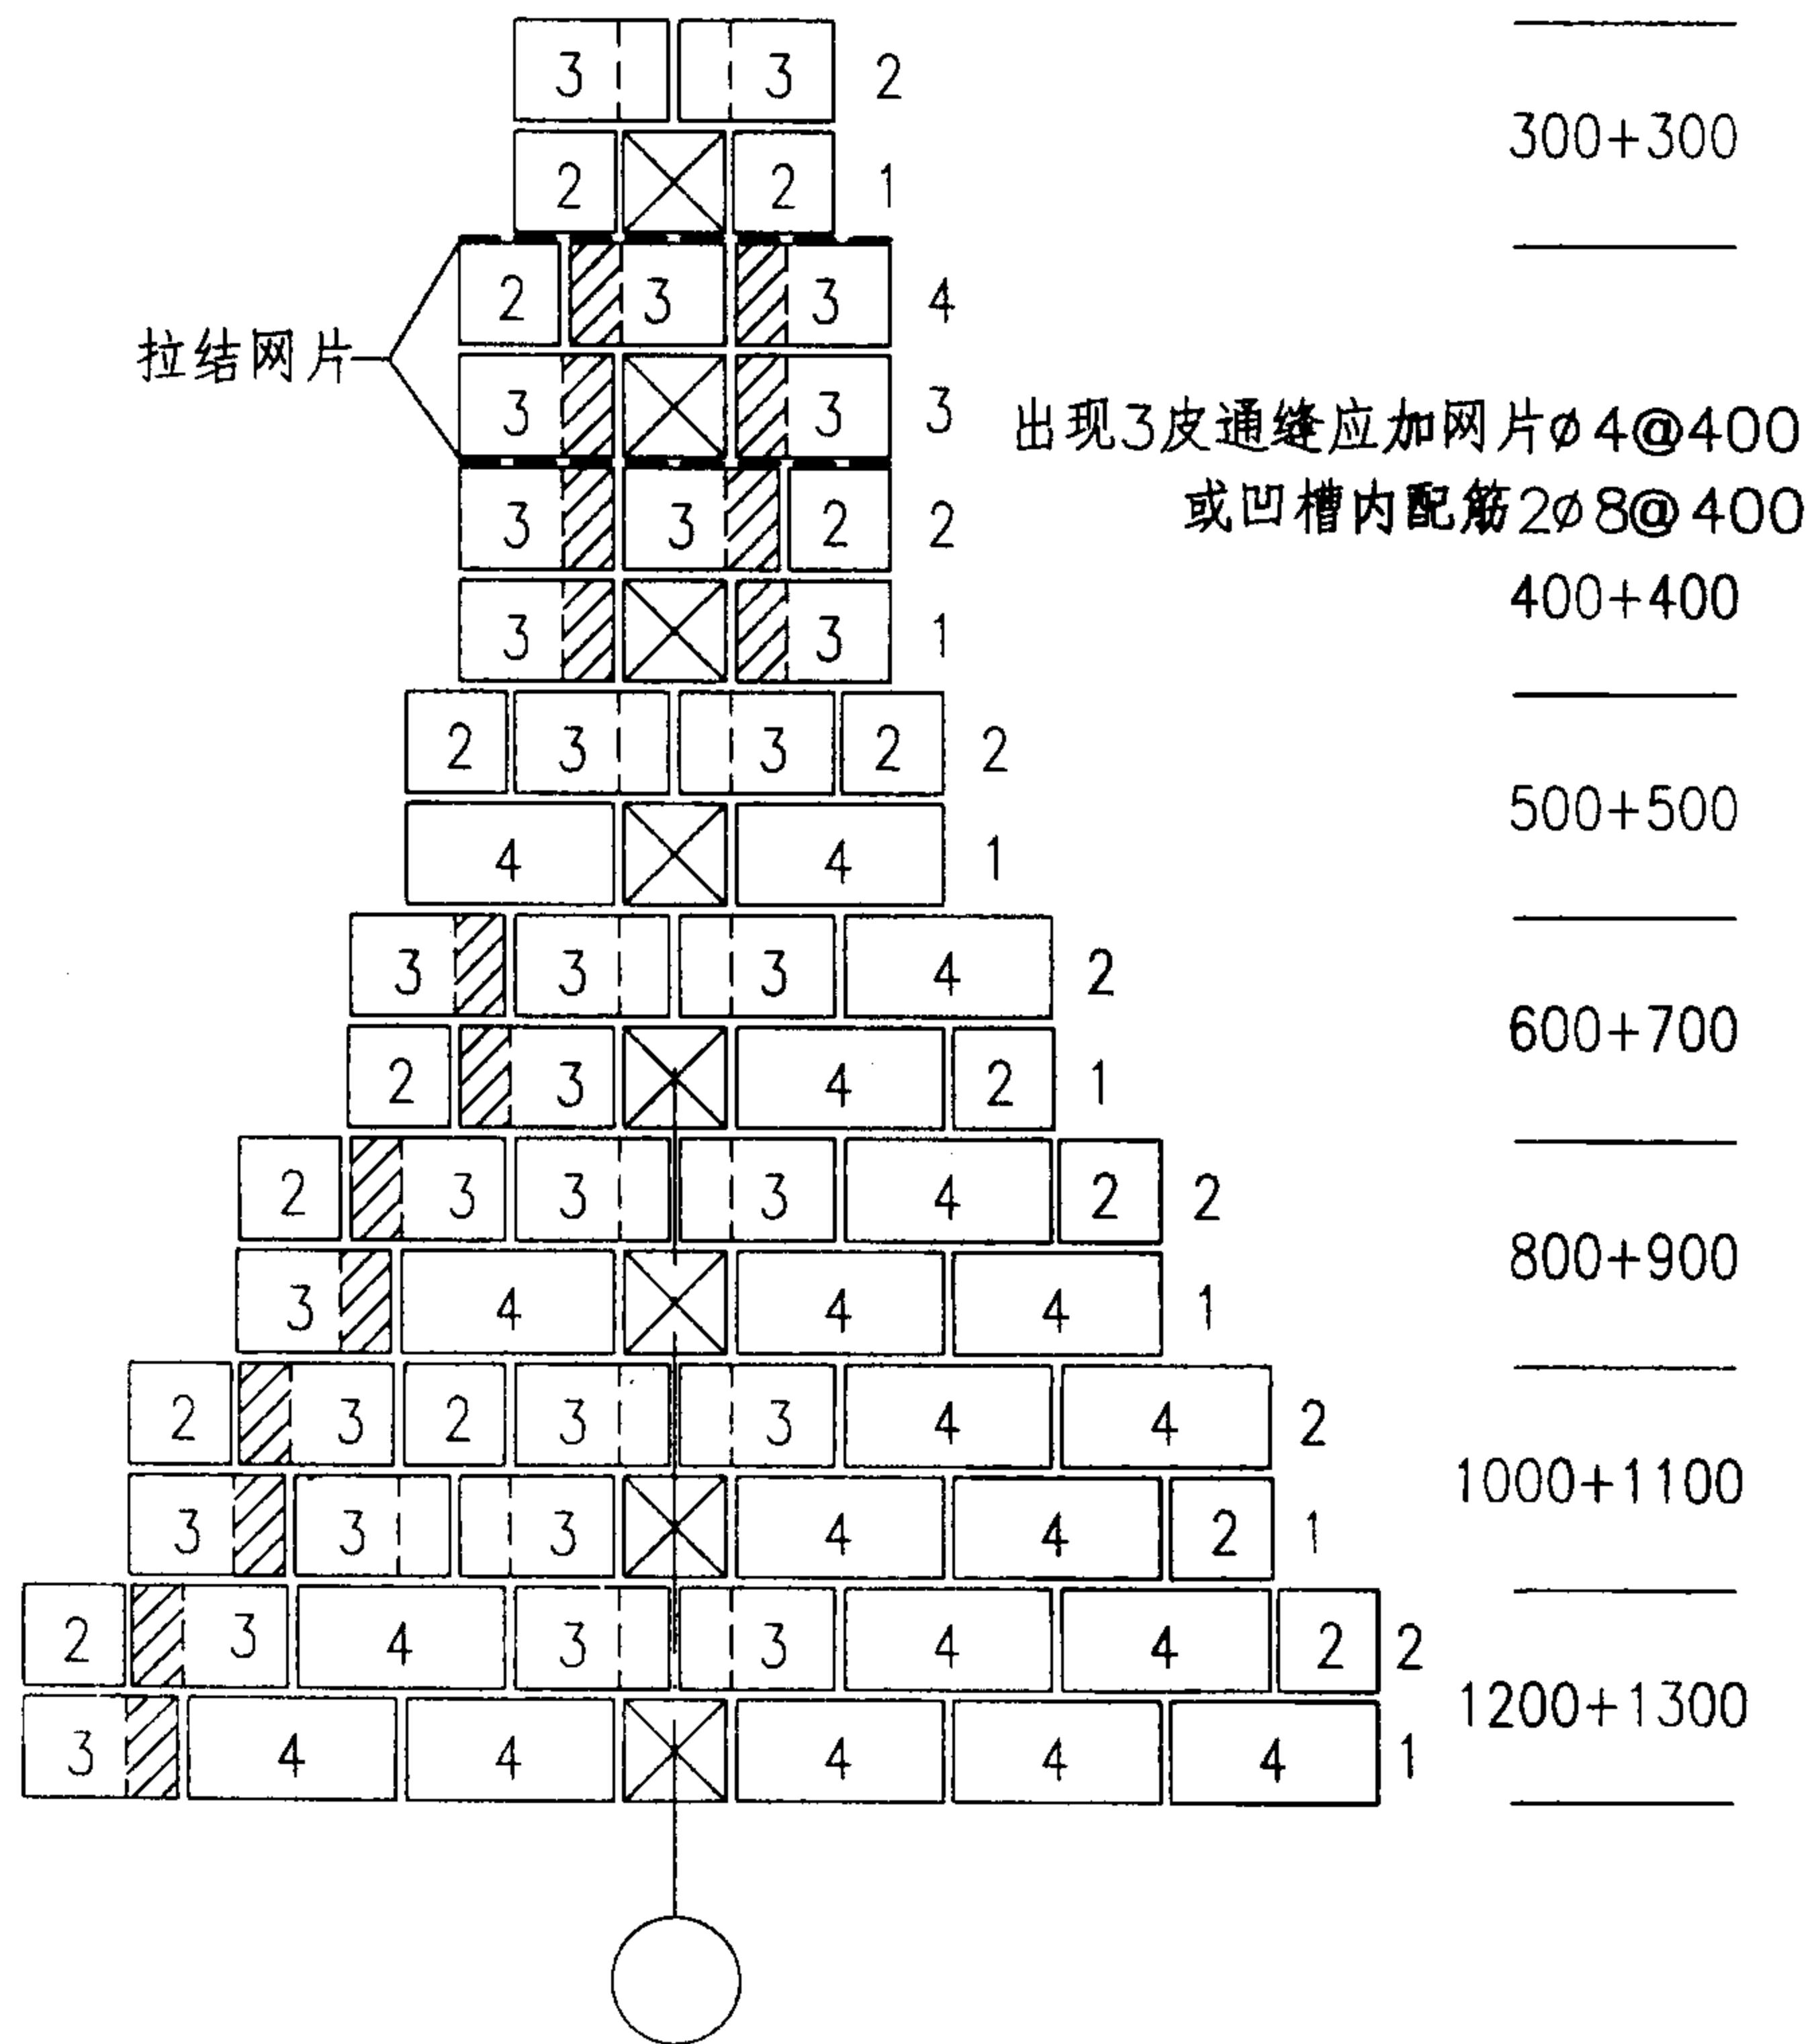 3 3 2
300+300
2 2 1
2 3 3 4
拉结网片
3 3 3
出现3皮通缝应加网片ø4@400
或凹槽内配筋2ø8@400
3 3 2 2
400+400
3 3 1
2 3 3 2 2
500+500
4 4 1
3 3 3 4 2
600+700
2 3 4 2 1
2 3 3 3 4 2 2
800+900
3 4 4 4 1
2 3 2 3 3 4 4 2
1000+1100
3 3 3 4 4 2 1
2 3 4 3 3 4 4 2 2
1200+1300
3 4 4 4 4 4 1